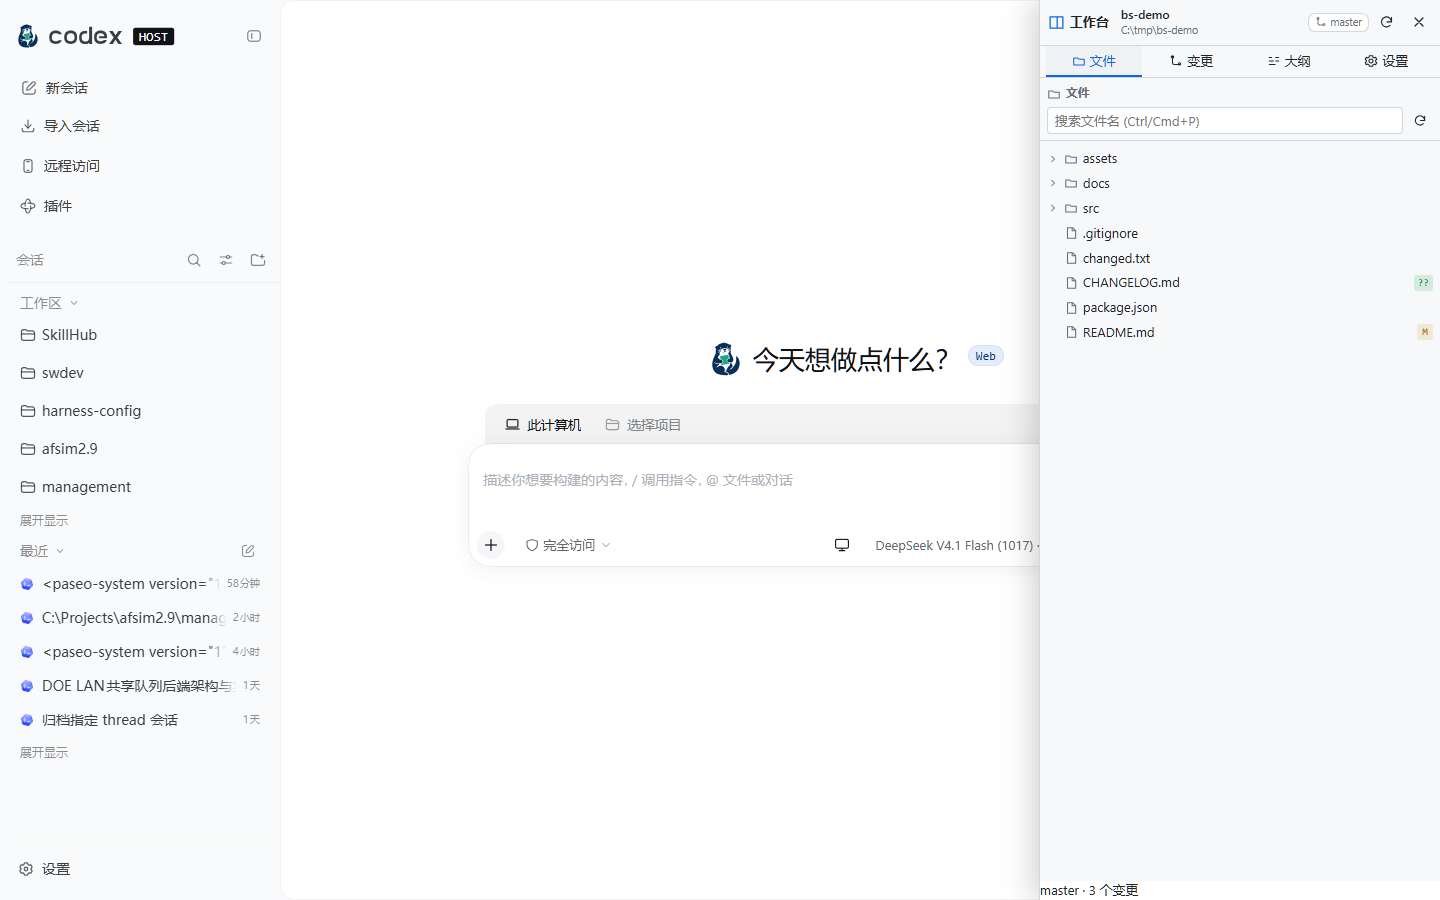 codex HOST
新会话
导入会话
远程访问
插件
会话
工作区
SkillHub
swdev
harness-config
afsim2.9
management
展开显示
最近
<paseo-system version="1 58分钟
C:\Projects\afsim2.9\manag 2小时
<paseo-system version="1 4小时
DOE LAN共享队列后端架构与 1天
归档指定 thread 会话 1天
展开显示
设置
今天想做点什么？ Web
此计算机 选择项目
描述你想要构建的内容, / 调用指令, @ 文件或对话
完全访问 DeepSeek V4.1 Flash (1017) ·
工作台 bs-demo master
C:\tmp\bs-demo
文件 变更 大纲 设置
文件
搜索文件名 (Ctrl/Cmd+P)
assets
docs
src
.gitignore
changed.txt
CHANGELOG.md ??
package.json
README.md M
master · 3 个变更